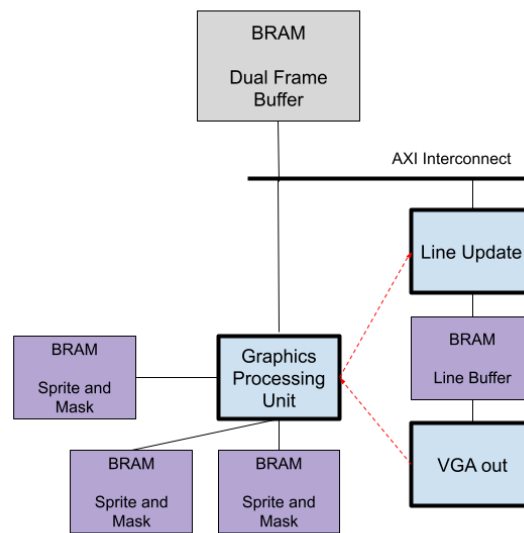 BRAM
Dual Frame
Buffer
AXI Interconnect
Line Update
BRAM
Line Buffer
Graphics
Processing
Unit
BRAM
Sprite and
Mask
VGA out
BRAM
Sprite and
Mask
BRAM
Sprite and
Mask